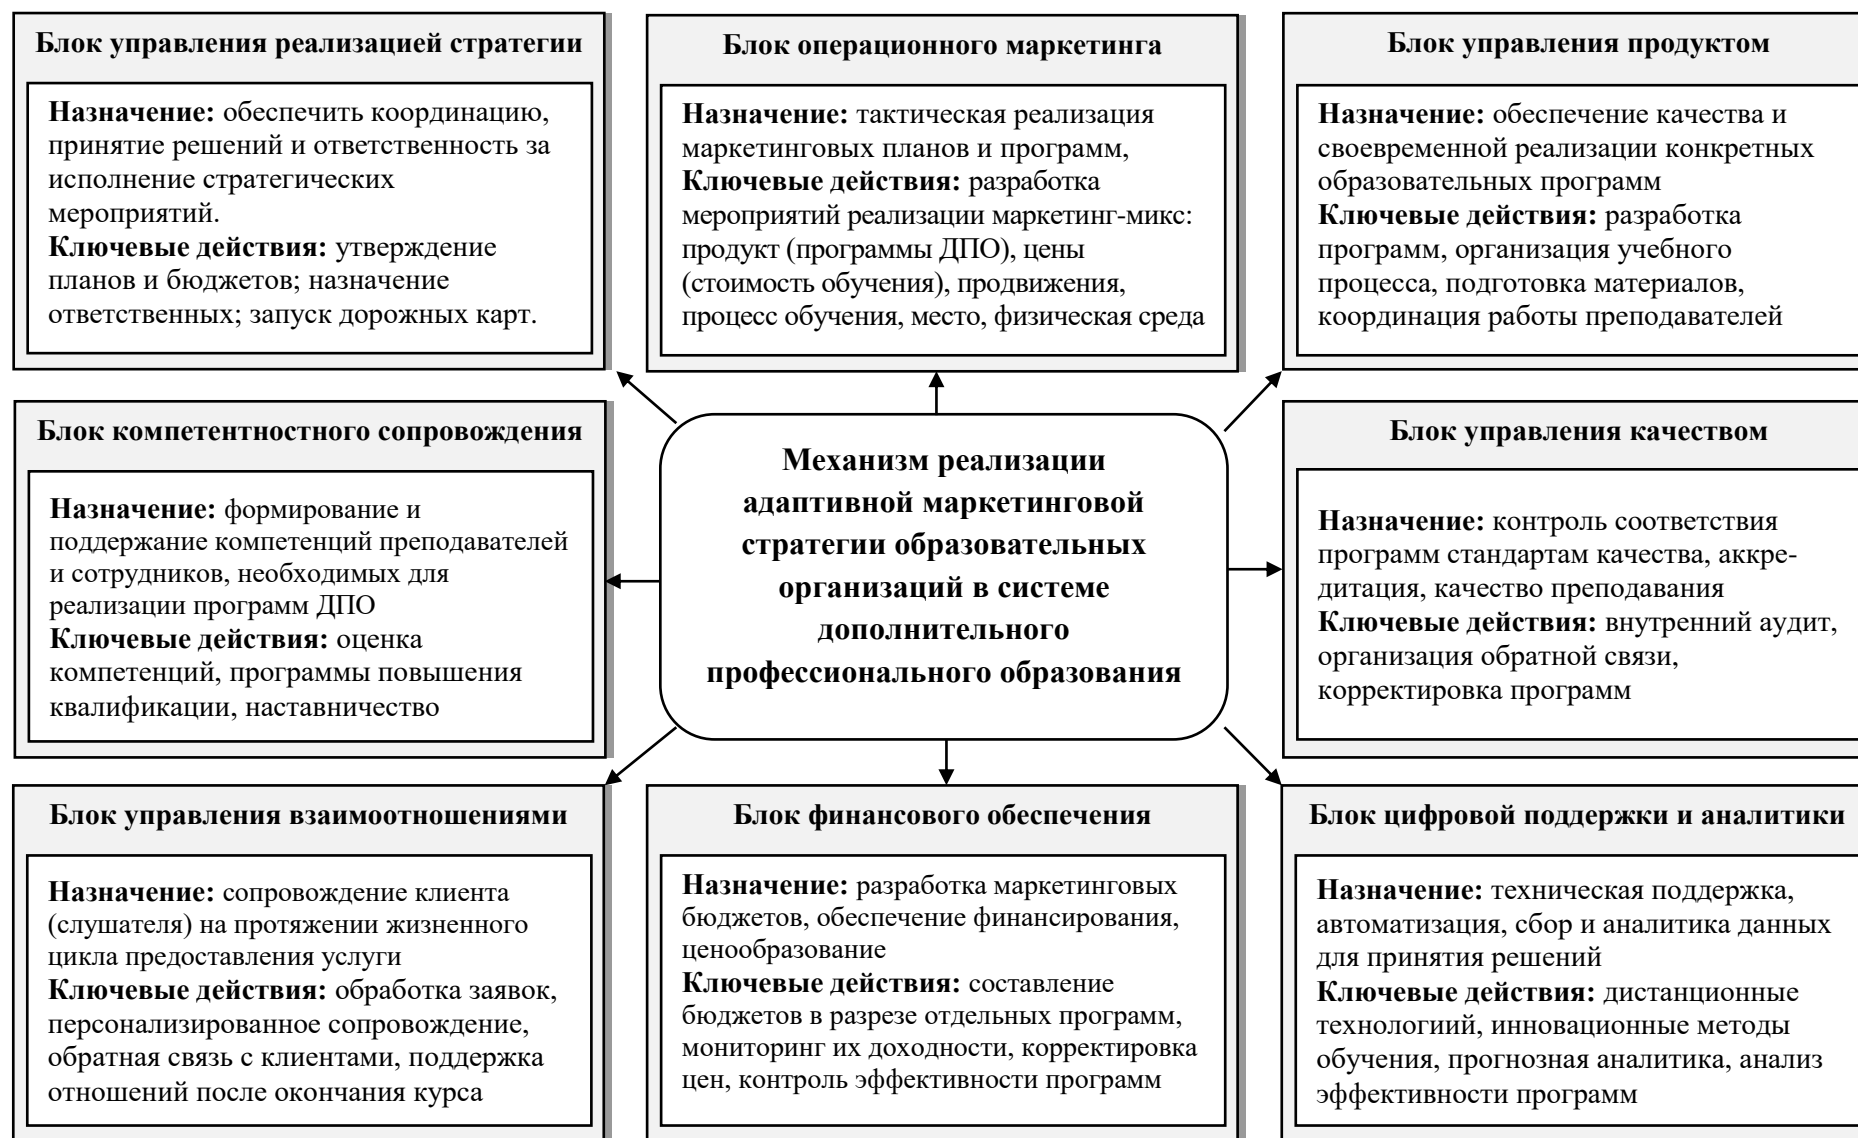 Блок управления реализацией стратегии
Назначение: обеспечить координацию,
принятие решений и ответственность за
исполнение стратегических
мероприятий.
Ключевые действия: утверждение
планов и бюджетов; назначение
ответственных; запуск дорожных карт.
Блок операционного маркетинга
Назначение: тактическая реализация
маркетинговых планов и программ,
Ключевые действия: разработка
мероприятий реализации маркетинг-микс:
продукт (программы ДПО), цены
(стоимость обучения), продвижения,
процесс обучения, место, физическая среда
Блок управления продуктом
Назначение: обеспечение качества и
своевременной реализации конкретных
образовательных программ
Ключевые действия: разработка
программ, организация учебного
процесса, подготовка материалов,
координация работы преподавателей
Блок компетентностного сопровождения
Назначение: формирование и
поддержание компетенций преподавателей
и сотрудников, необходимых для
реализации программ ДПО
Ключевые действия: оценка
компетенций, программы повышения
квалификации, наставничество
Механизм реализации
адаптивной маркетинговой
стратегии образовательных
организаций в системе
дополнительного
профессионального образования
Блок управления качеством
Назначение: контроль соответствия
программ стандартам качества, аккре-
дитация, качество преподавания
Ключевые действия: внутренний аудит,
организация обратной связи,
корректировка программ
Блок управления взаимоотношениями
Назначение: сопровождение клиента
(слушателя) на протяжении жизненного
цикла предоставления услуги
Ключевые действия: обработка заявок,
персонализированное сопровождение,
обратная связь с клиентами, поддержка
отношений после окончания курса
Блок финансового обеспечения
Назначение: разработка маркетинговых
бюджетов, обеспечение финансирования,
ценообразование
Ключевые действия: составление
бюджетов в разрезе отдельных программ,
мониторинг их доходности, корректировка
цен, контроль эффективности программ
Блок цифровой поддержки и аналитики
Назначение: техническая поддержка,
автоматизация, сбор и аналитика данных
для принятия решений
Ключевые действия: дистанционные
технологиий, инновационные методы
обучения, прогнозная аналитика, анализ
эффективности программ